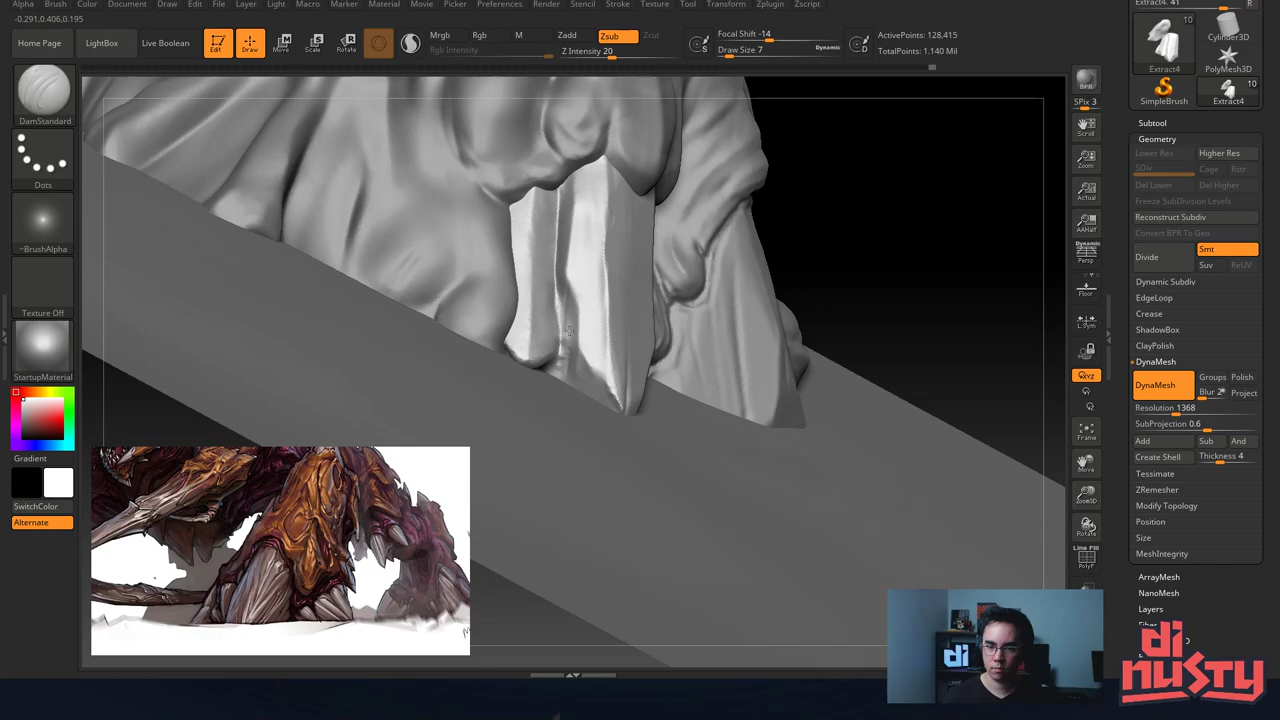 Alpha Brush Color Document Draw Edit File Layer Light Macro Marker Material Movie Picker Preferences Render Stencil Stroke Texture Tool Transform Zplugin Zscript
-0.291,0.406,0.195
Home Page LightBox Live Boolean
Edit Draw Move Scale Rotate
Mrgb Rgb M Zadd Zsub Zcut
Rgb Intensity Z Intensity 20
Focal Shift -14
Draw Size 7 Dynamic
ActivePoints: 128,415
TotalPoints: 1.140 Mil
DamStandard
Dots
~BrushAlpha
Texture Off
StartupMaterial
Gradient
SwitchColor
Alternate
BPR
SPix 3
Scroll
Zoom
Actual
AAHalf
Dynamic
Persp
Floor
L.Sym
XYZ
Frame
Move
Zoom3D
Rotate
Line Fill
PolyF
Extract4. 41 R
10
Extract4
Cylinder3D
PolyMesh3D
SimpleBrush
10
Extract4
Subtool
Geometry
Lower Res Higher Res
SDiv Cage Rstr
Del Lower Del Higher
Freeze SubDivision Levels
Reconstruct Subdiv
Convert BPR To Geo
Divide Smt
Suv ReUV
Dynamic Subdiv
EdgeLoop
Crease
ShadowBox
ClayPolish
DynaMesh
DynaMesh Groups Polish
Blur 2 Project
Resolution 1368
SubProjection 0.6
Add Sub And
Create Shell Thickness 4
Tessimate
ZRemesher
Modify Topology
Position
Size
MeshIntegrity
ArrayMesh
NanoMesh
Layers
di
di
NUSTY